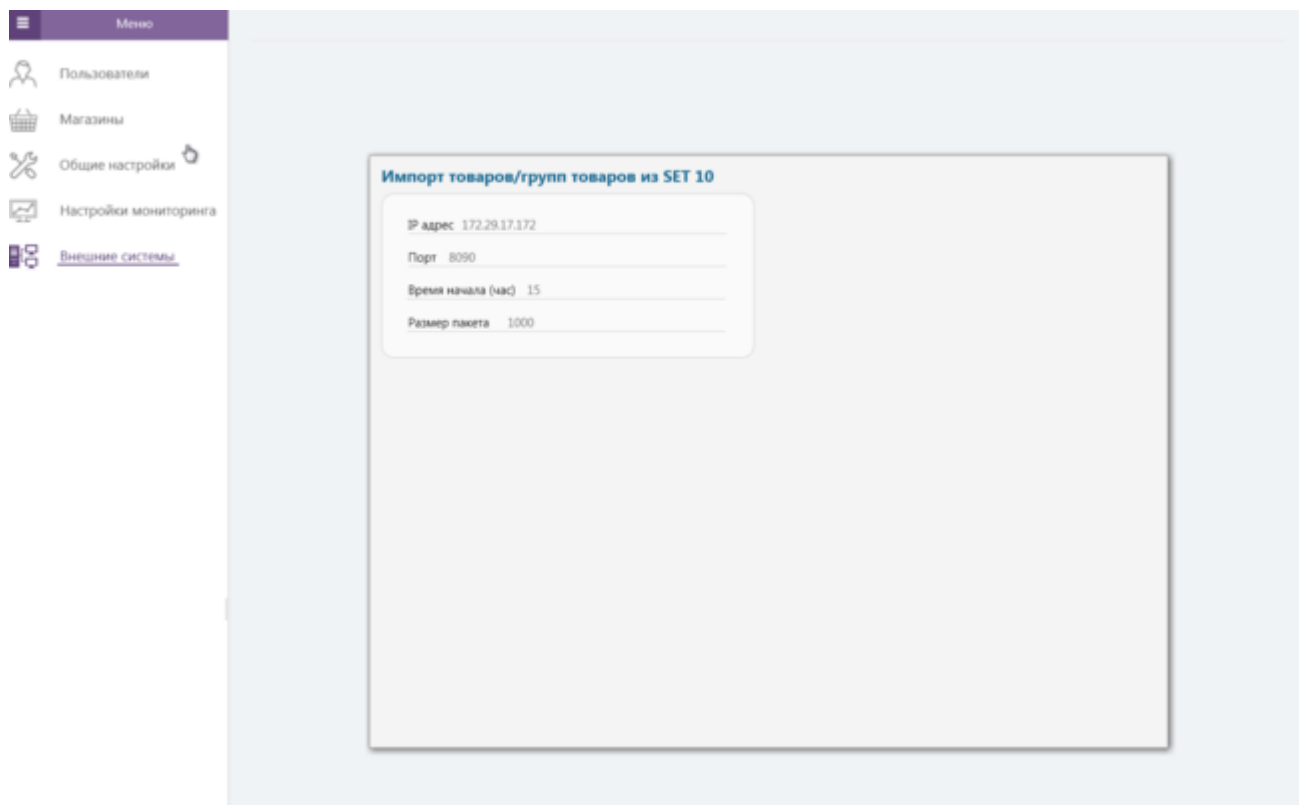 Меню
Пользователи
Магазины
Общие настройки
Настройки мониторинга
Внешние системы
Импорт товаров/групп товаров из SET 10
IP адрес 172.29.17.172
Порт 8090
Время начала (час) 15
Размер пакета 1000